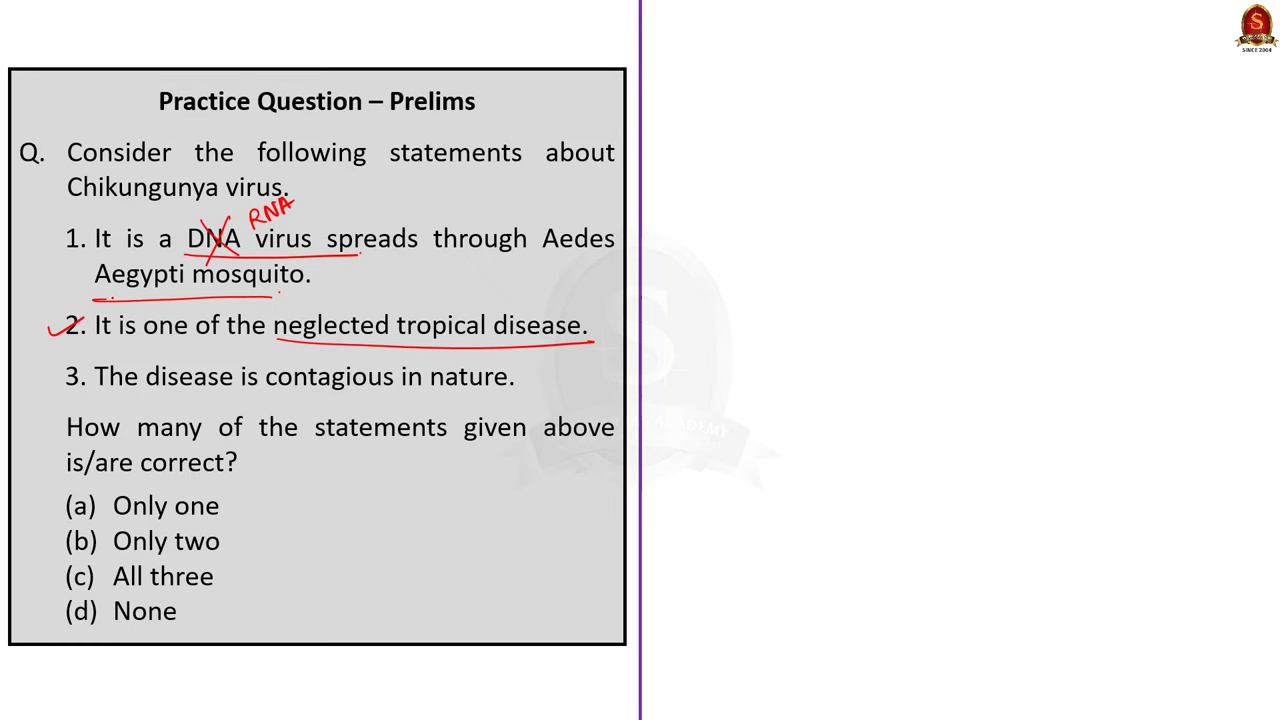 S
SINCE 2004
Practice Question – Prelims
Q. Consider the following statements about
Chikungunya virus.
RNA
1. It is a DNA virus spreads through Aedes
Aegypti mosquito.
2. It is one of the neglected tropical disease.
3. The disease is contagious in nature.
How many of the statements given above
is/are correct?
(a) Only one
(b) Only two
(c) All three
(d) None